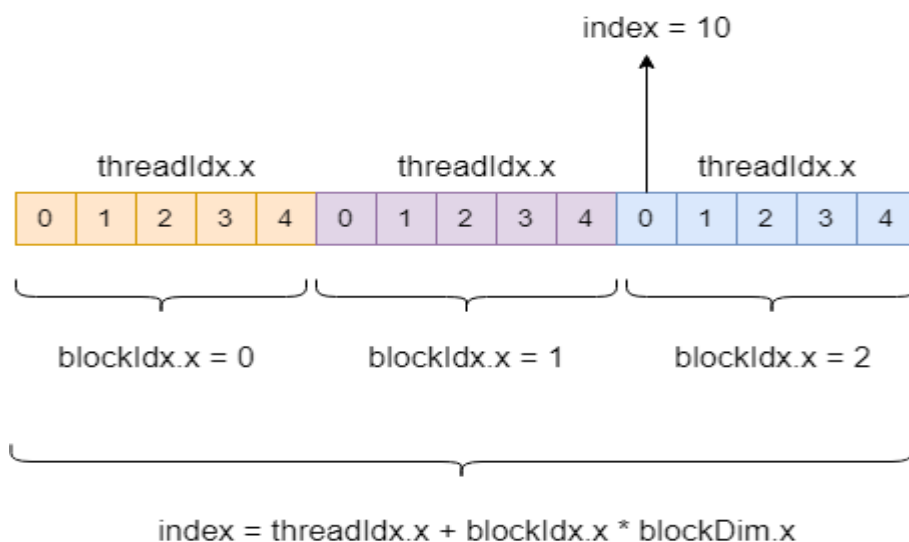 index = 10
threadIdx.x threadIdx.x threadIdx.x
0 1 2 3 4 0 1 2 3 4 0 1 2 3 4
blockIdx.x = 0 blockIdx.x = 1 blockIdx.x = 2
index = threadIdx.x + blockIdx.x * blockDim.x